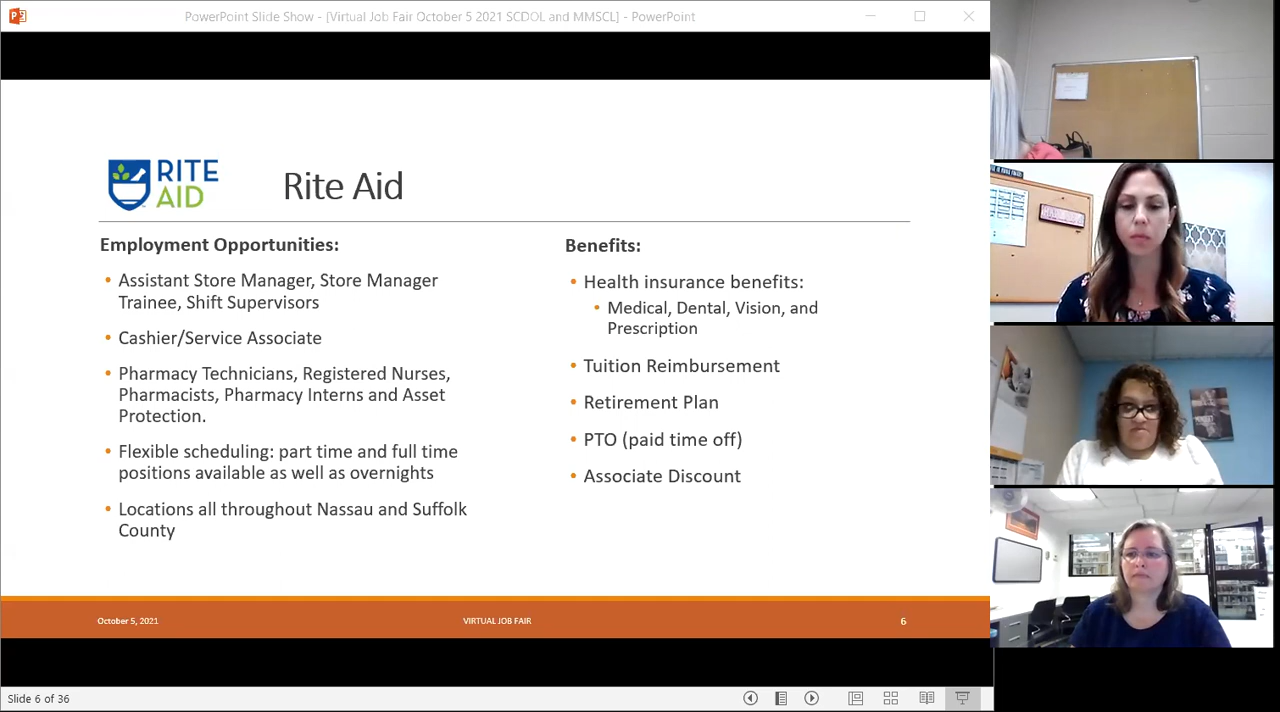 PowerPoint Slide Show - [Virtual Job Fair October 5 2021 SCDOL and MMSCL] - PowerPoint
RITE
AID
Rite Aid
Employment Opportunities:
• Assistant Store Manager, Store Manager
Trainee, Shift Supervisors
• Cashier/Service Associate
• Pharmacy Technicians, Registered Nurses,
Pharmacists, Pharmacy Interns and Asset
Protection.
• Flexible scheduling: part time and full time
positions available as well as overnights
• Locations all throughout Nassau and Suffolk
County
Benefits:
• Health insurance benefits:
• Medical, Dental, Vision, and
Prescription
• Tuition Reimbursement
• Retirement Plan
• PTO (paid time off)
• Associate Discount
October 5, 2021
VIRTUAL JOB FAIR
6
Slide 6 of 36